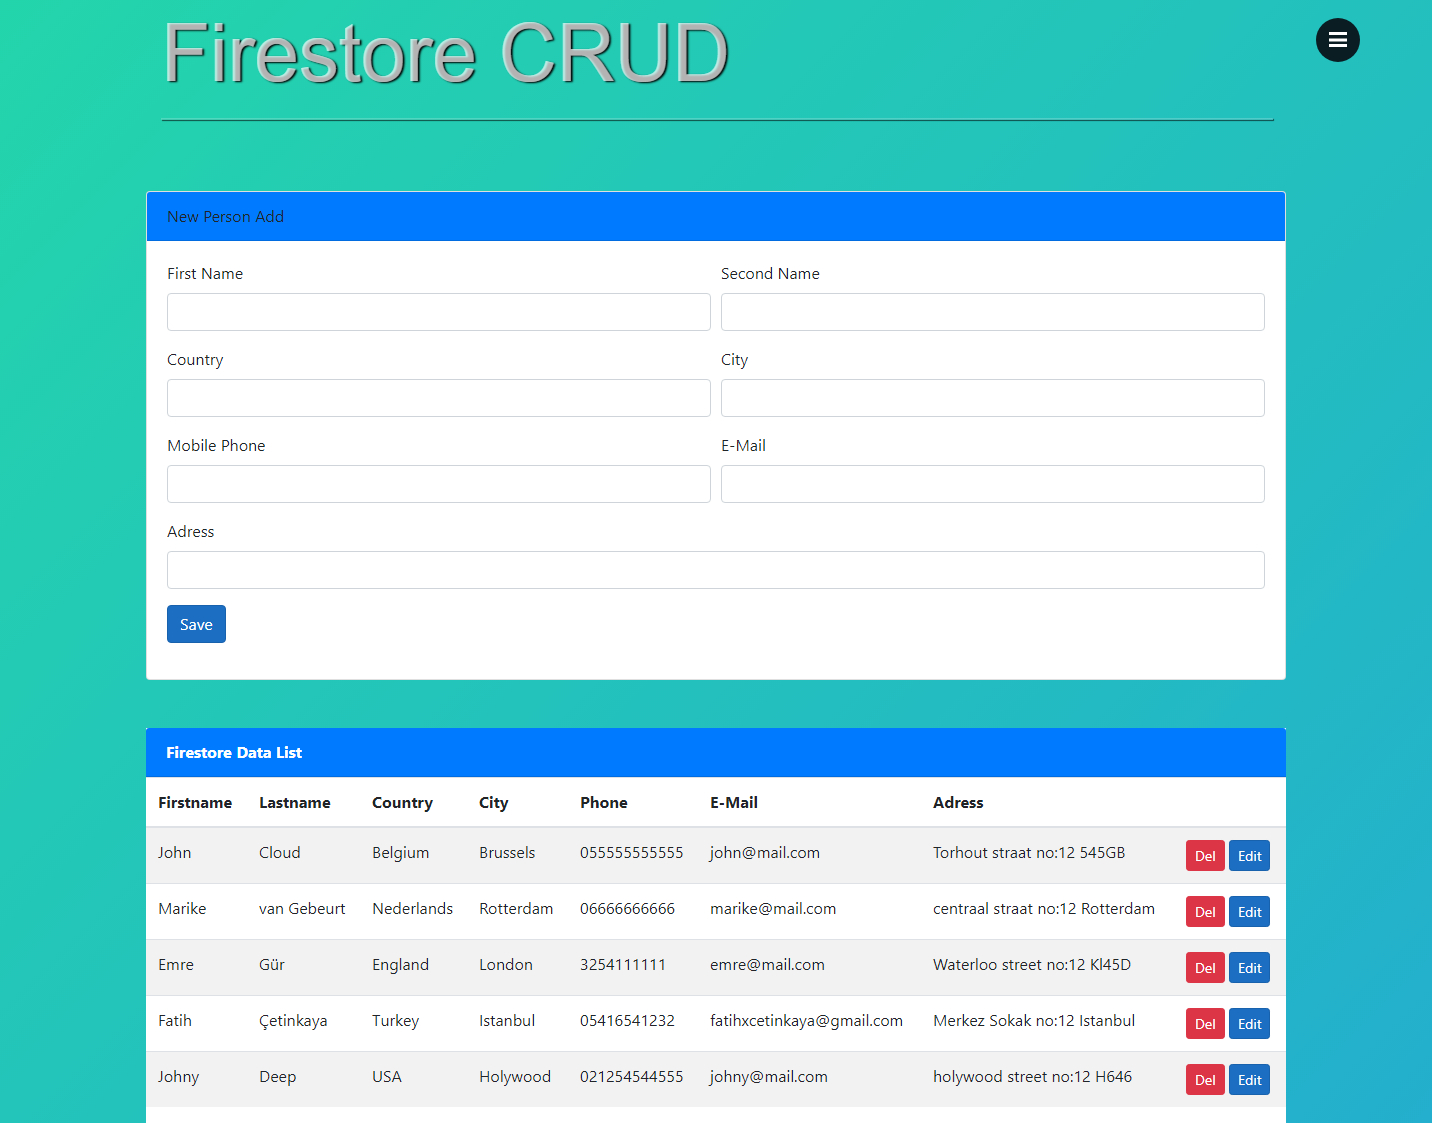 Firestore CRUD
New Person Add
First Name Second Name
Country City
Mobile Phone E-Mail
Adress
Save
Firestore Data List
Firstname Lastname Country City Phone E-Mail Adress
John Cloud Belgium Brussels 055555555555 john@mail.com Torhout straat no:12 545GB Del Edit
Marike van Gebeurt Nederlands Rotterdam 06666666666 marike@mail.com centraal straat no:12 Rotterdam Del Edit
Emre Gür England London 3254111111 emre@mail.com Waterloo street no:12 Kl45D Del Edit
Fatih Çetinkaya Turkey Istanbul 05416541232 fatihxcetinkaya@gmail.com Merkez Sokak no:12 Istanbul Del Edit
Johny Deep USA Holywood 021254544555 johny@mail.com holywood street no:12 H646 Del Edit